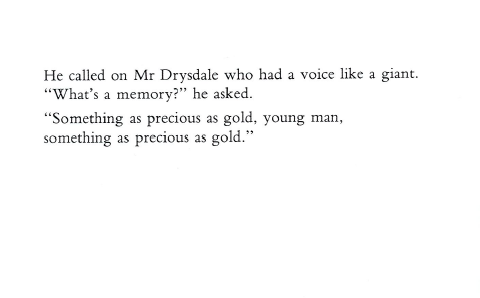 He called on Mr Drysdale who had a voice like a giant.
“What’s a memory?” he asked.
“Something as precious as gold, young man,
something as precious as gold.”